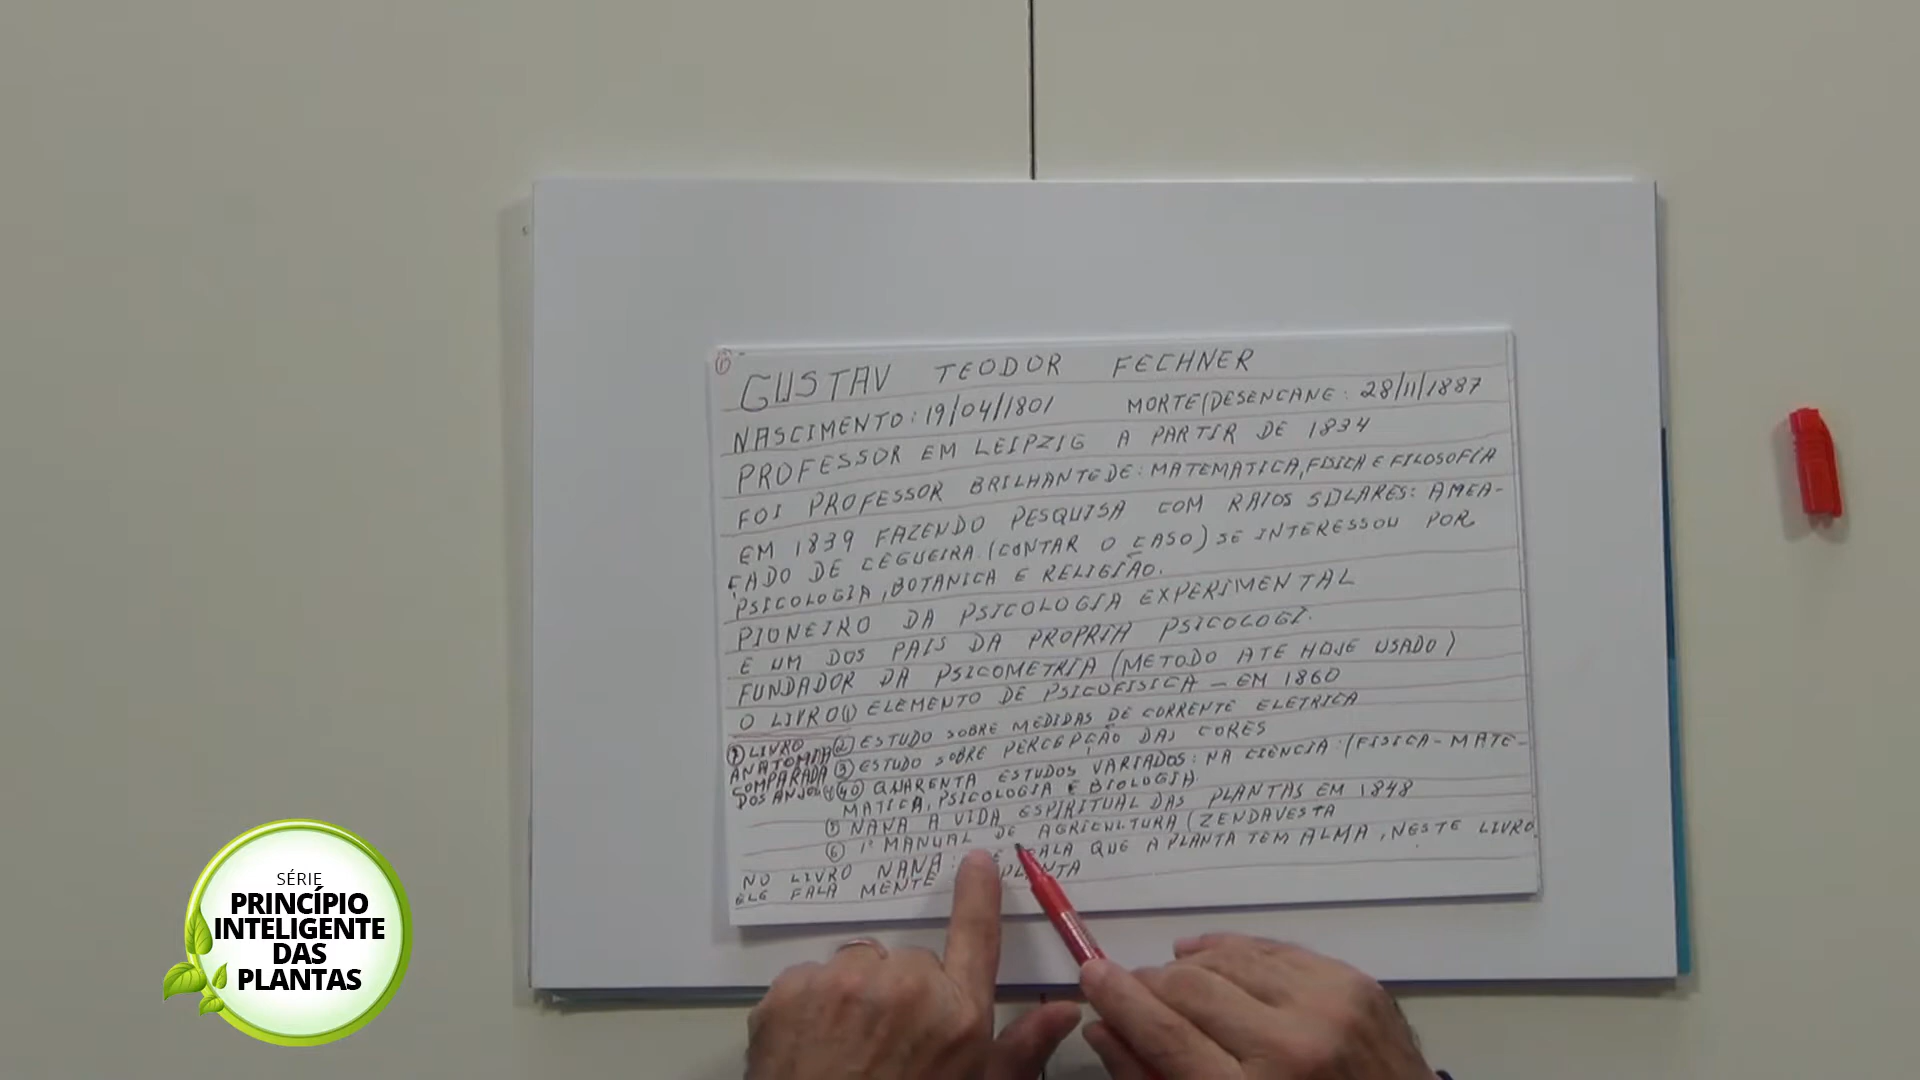 ①
GUSTAV TEODOR FECHNER
NASCIMENTO: 19/04/1801 MORTE/DESENCANE: 28/11/1887
PROFESSOR EM LEIPZIG A PARTIR DE 1834
FOI PROFESSOR BRILHANTE DE: MATEMATICA, FISICA E FILOSOFIA
EM 1839 FAZENDO PESQUISA COM RAIOS SOLARES: AMEA-
ÇADO DE CEGUEIRA. (CONTAR O CASO) SE INTERESSOU POR
PSICOLOGIA, BOTANICA E RELIGIÃO.
PIONEIRO DA PSICOLOGIA EXPERIMENTAL
E UM DOS PAIS DA PROPRIA PSICOLOGI.
FUNDADOR DA PSICOMETRIA (METODO ATE HOJE USADO)
O LIVRO ① ELEMENTO DE PSICOFISICA - EM 1860
② ESTUDO SOBRE MEDIDAS DE CORRENTE ELETRICA
③ ESTUDO SOBRE PERCEPÇÃO DAS CORES
④⓪ QUARENTA ESTUDOS VARIADOS: NA CIENCIA: (FISICA-MATE-
MATICA, PSICOLOGIA E BIOLOGIA.
LIVRO
ANATOMIA
COMPARADA
DOS ANJOS
NANA A VIDA ESPIRITUAL DAS PLANTAS EM 1848
⑥ 1º MANUAL DE AGRICULTURA (ZENDAVESTA
NO LIVRO NANA: FALA QUE A PLANTA TEM ALMA, NESTE LIVRO
ELE FALA MENTE PLANTA
SÉRIE
PRINCÍPIO
INTELIGENTE
DAS
PLANTAS